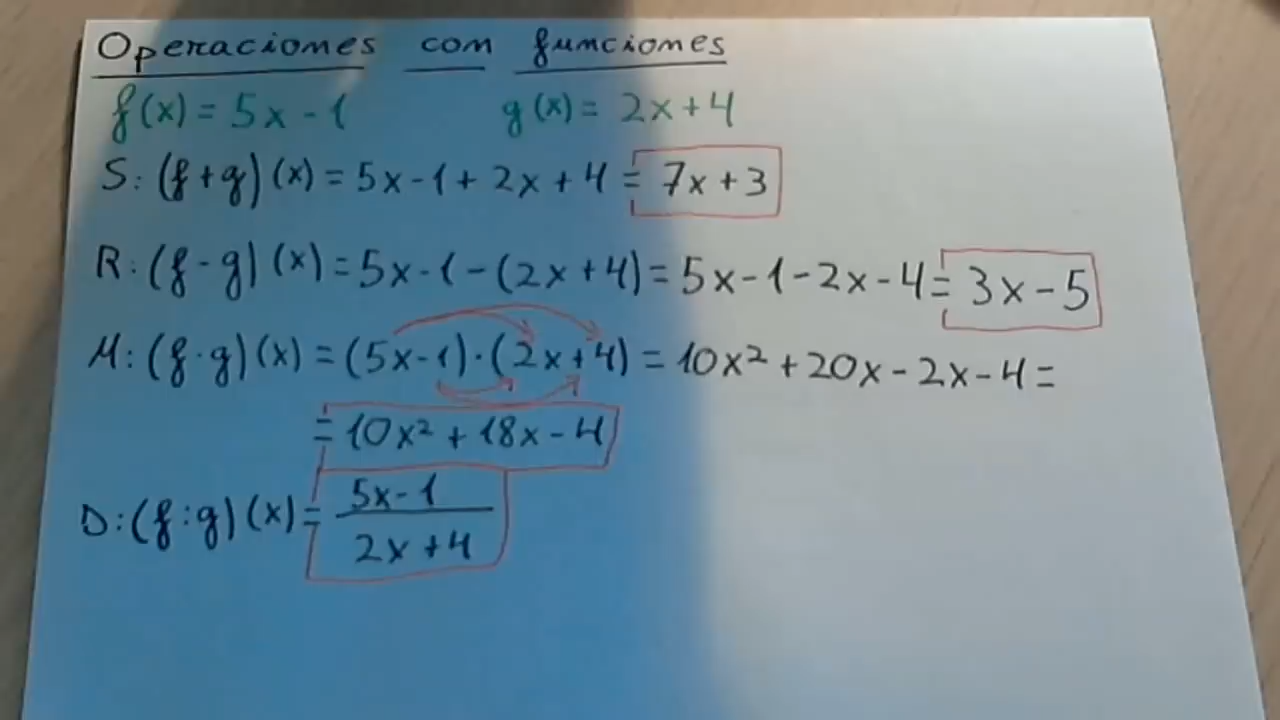 Operaciones con funciones
f(x) = 5x - 1 g(x) = 2x + 4
S: (f + g)(x) = 5x - 1 + 2x + 4 = 7x + 3
R: (f - g)(x) = 5x - 1 - (2x + 4) = 5x - 1 - 2x - 4 = 3x - 5
M: (f · g)(x) = (5x - 1) · (2x + 4) = 10x² + 20x - 2x - 4 =
= 10x² + 18x - 4
D: (f : g)(x) = 5x - 1
2x + 4